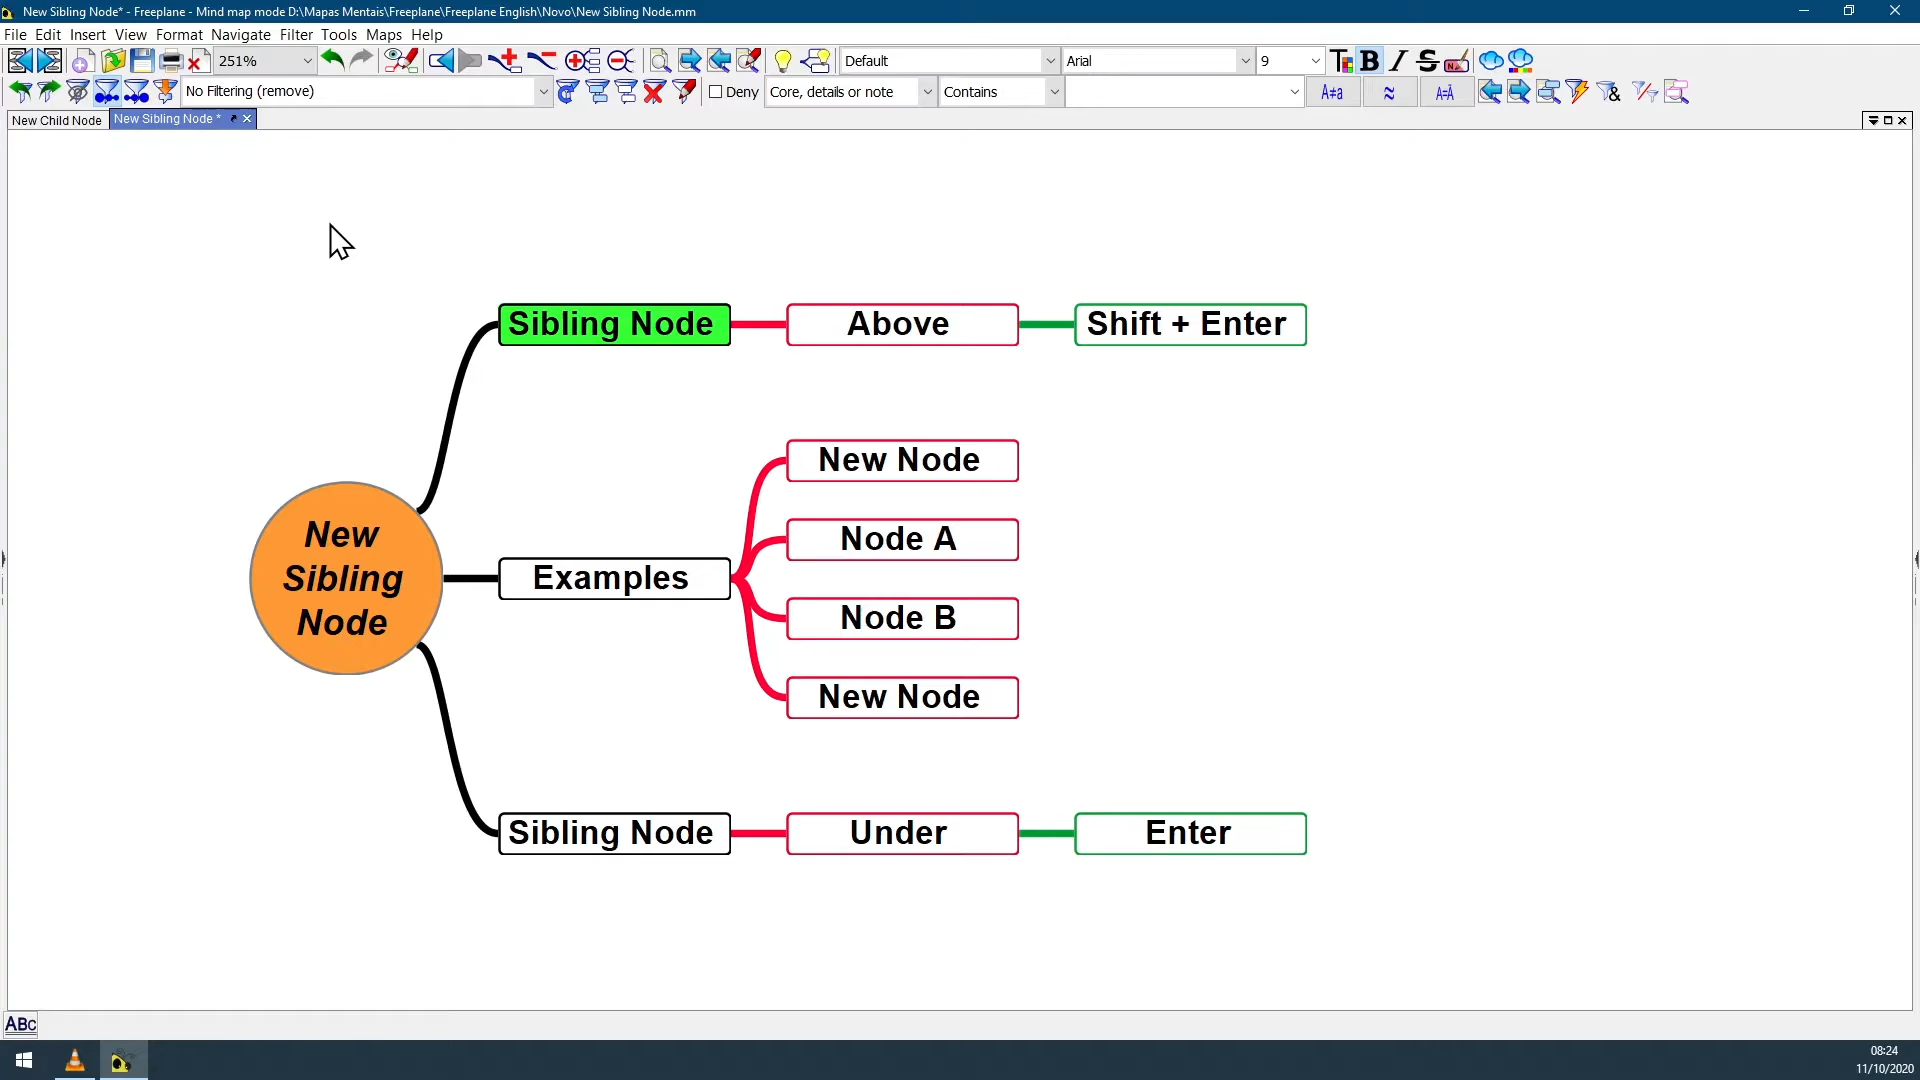 New Sibling Node* - Freeplane - Mind map mode D:\Mapas Mentais\Freeplane\Freeplane English\Novo\New Sibling Node.mm
File Edit Insert View Format Navigate Filter Tools Maps Help
251% Default Arial 9 B I S
No Filtering (remove) Deny Core, details or note Contains A≠a ≈ A=Ä &
New Child Node New Sibling Node *
Sibling Node Above Shift + Enter
New Node
Node A
New
Sibling
Node
Examples
Node B
New Node
Sibling Node Under Enter
ABC
08:24
11/10/2020